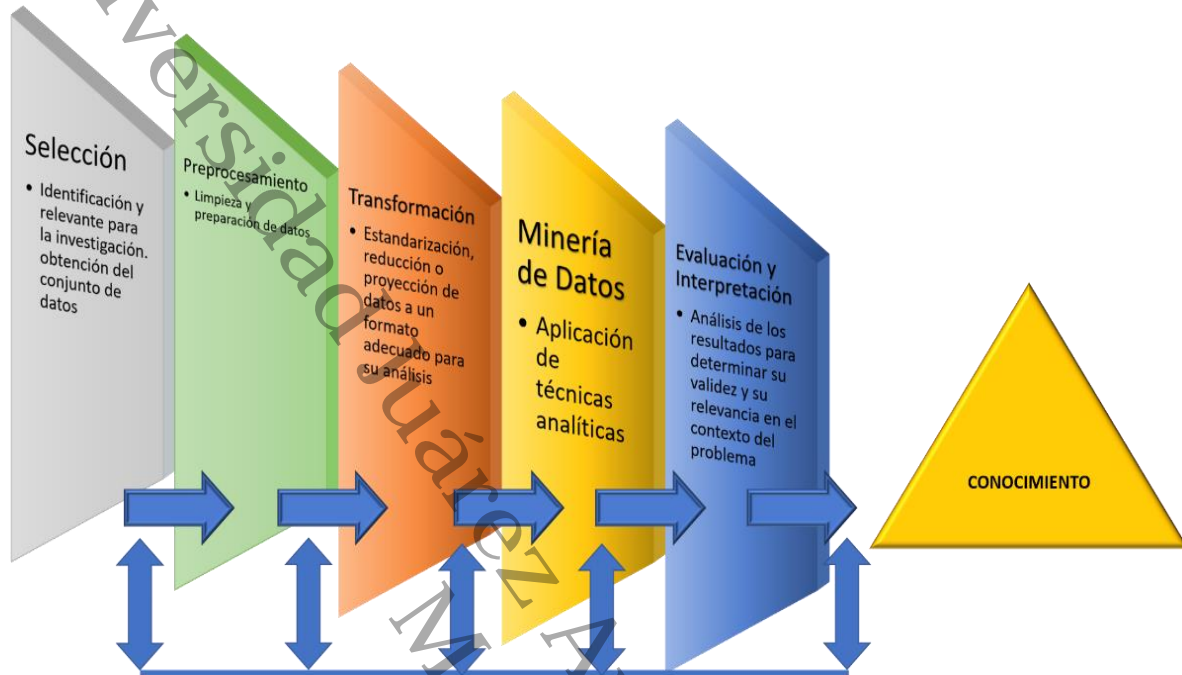 Selección
• Identificación y
relevante para
la investigación.
obtención del
conjunto de
datos
Preprocesamiento
• Limpieza y
preparación de datos
Transformación
• Estandarización,
reducción o
proyección de
datos a un
formato
adecuado para
su análisis
Minería
de Datos
• Aplicación
de
técnicas
analíticas
Evaluación y
Interpretación
• Análisis de los
resultados para
determinar su
validez y su
relevancia en el
contexto del
problema
CONOCIMIENTO
Juárez